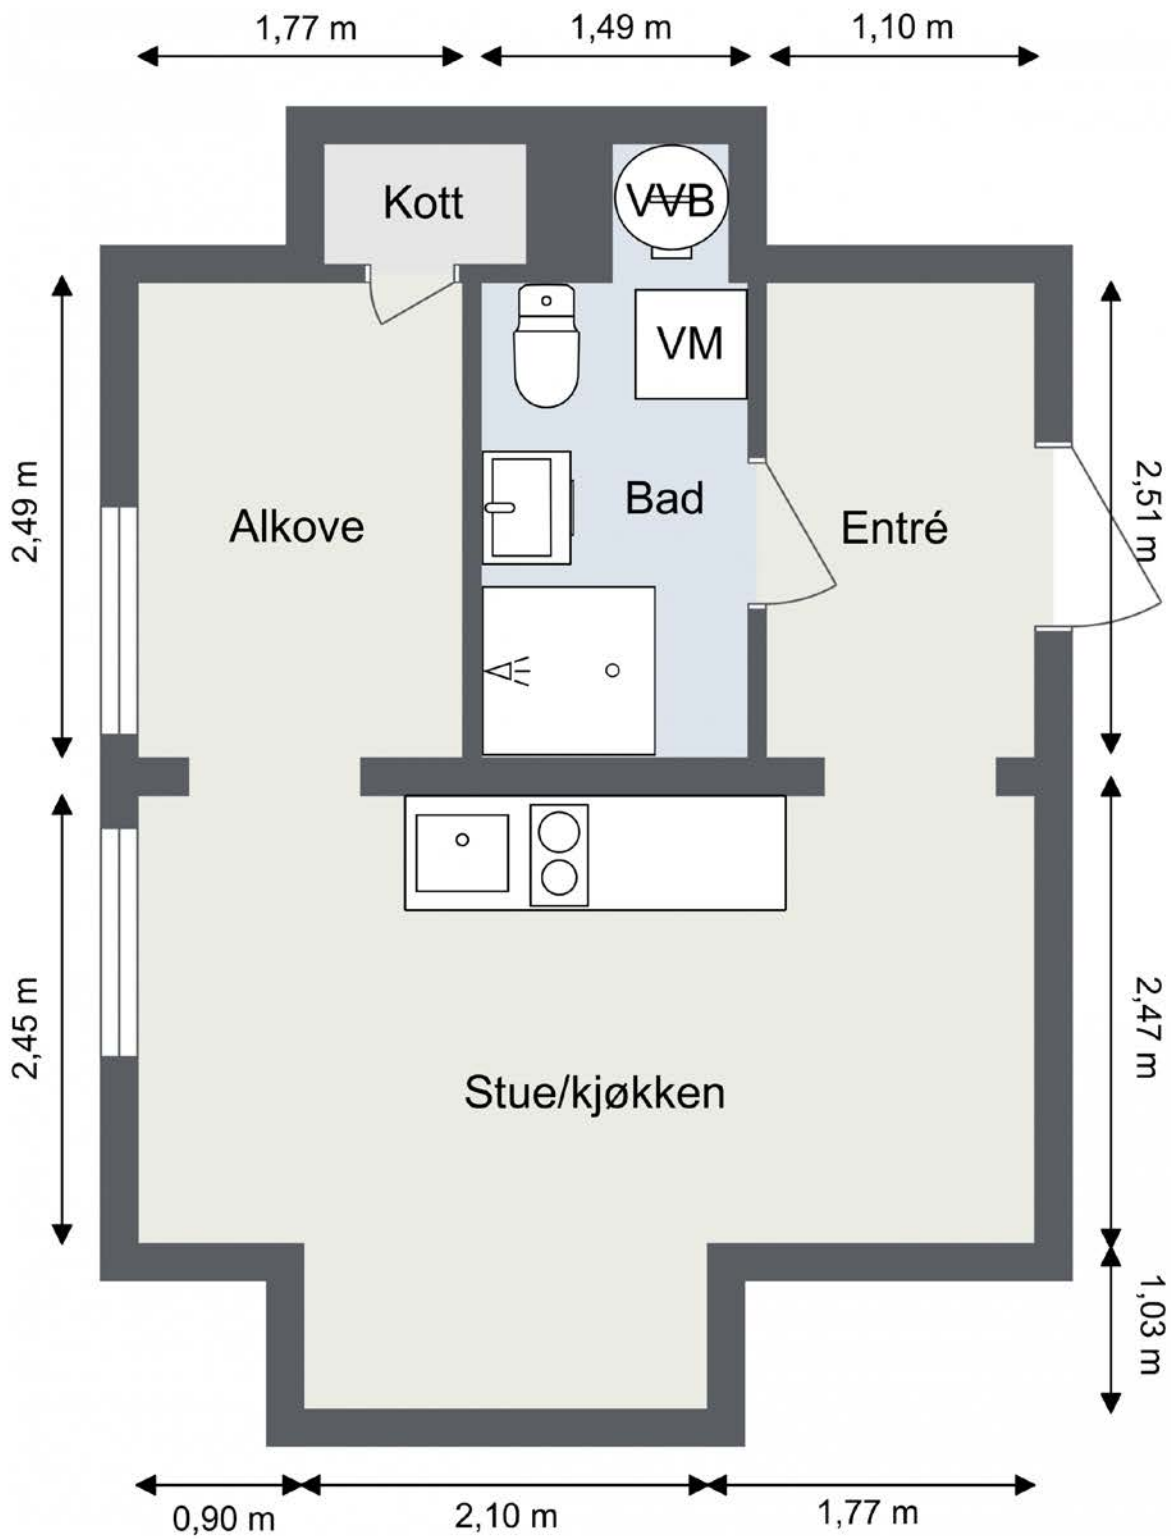 1,77 m
1,49 m
1,10 m
Kott
VVB
VM
2,49 m
Alkove
Bad
Entré
2,51 m
2,45 m
Stue/kjøkken
2,47 m
1,03 m
0,90 m
2,10 m
1,77 m